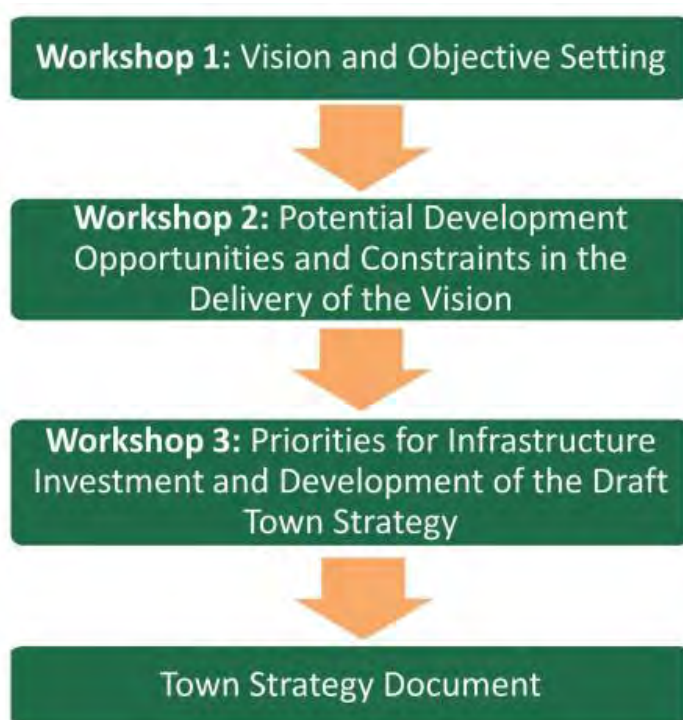 Workshop 1: Vision and Objective Setting
Workshop 2: Potential Development
Opportunities and Constraints in the
Delivery of the Vision
Workshop 3: Priorities for Infrastructure
Investment and Development of the Draft
Town Strategy
Town Strategy Document